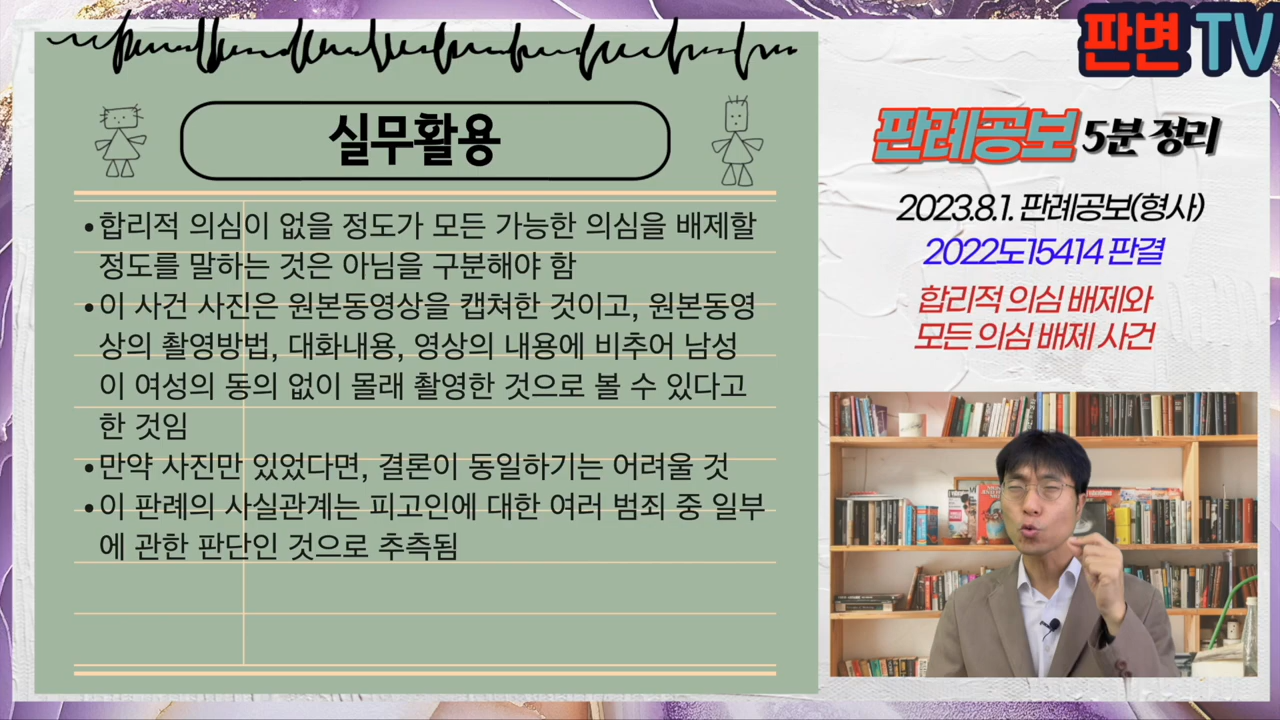 판변 TV
실무활용
•합리적 의심이 없을 정도가 모든 가능한 의심을 배제할
정도를 말하는 것은 아님을 구분해야 함
•이 사건 사진은 원본동영상을 캡쳐한 것이고, 원본동영
상의 촬영방법, 대화내용, 영상의 내용에 비추어 남성
이 여성의 동의 없이 몰래 촬영한 것으로 볼 수 있다고
한 것임
•만약 사진만 있었다면, 결론이 동일하기는 어려울 것
•이 판례의 사실관계는 피고인에 대한 여러 범죄 중 일부
에 관한 판단인 것으로 추측됨
판례공보 5분 정리
2023.8.1. 판례공보(형사)
2022도15414 판결
합리적 의심 배제와
모든 의심 배제 사건